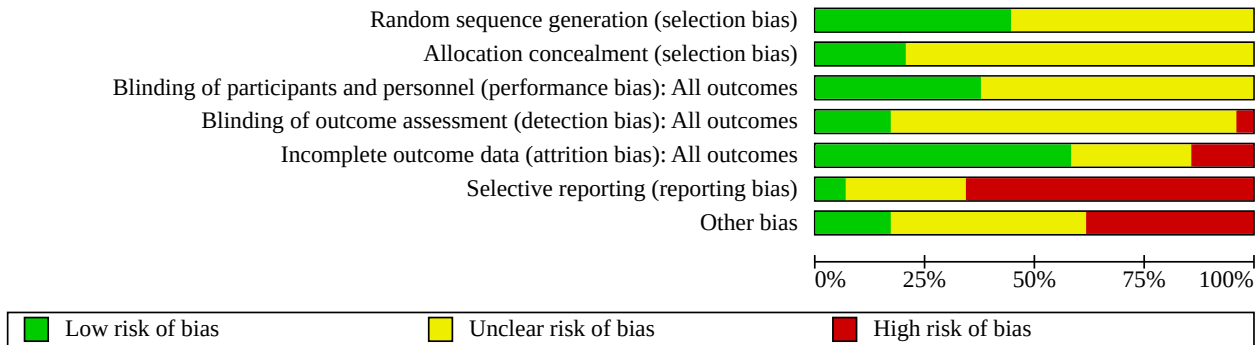 Random sequence generation (selection bias)
Allocation concealment (selection bias)
Blinding of participants and personnel (performance bias): All outcomes
Blinding of outcome assessment (detection bias): All outcomes
Incomplete outcome data (attrition bias): All outcomes
Selective reporting (reporting bias)
Other bias
0% 25% 50% 75% 100%
Low risk of bias Unclear risk of bias High risk of bias